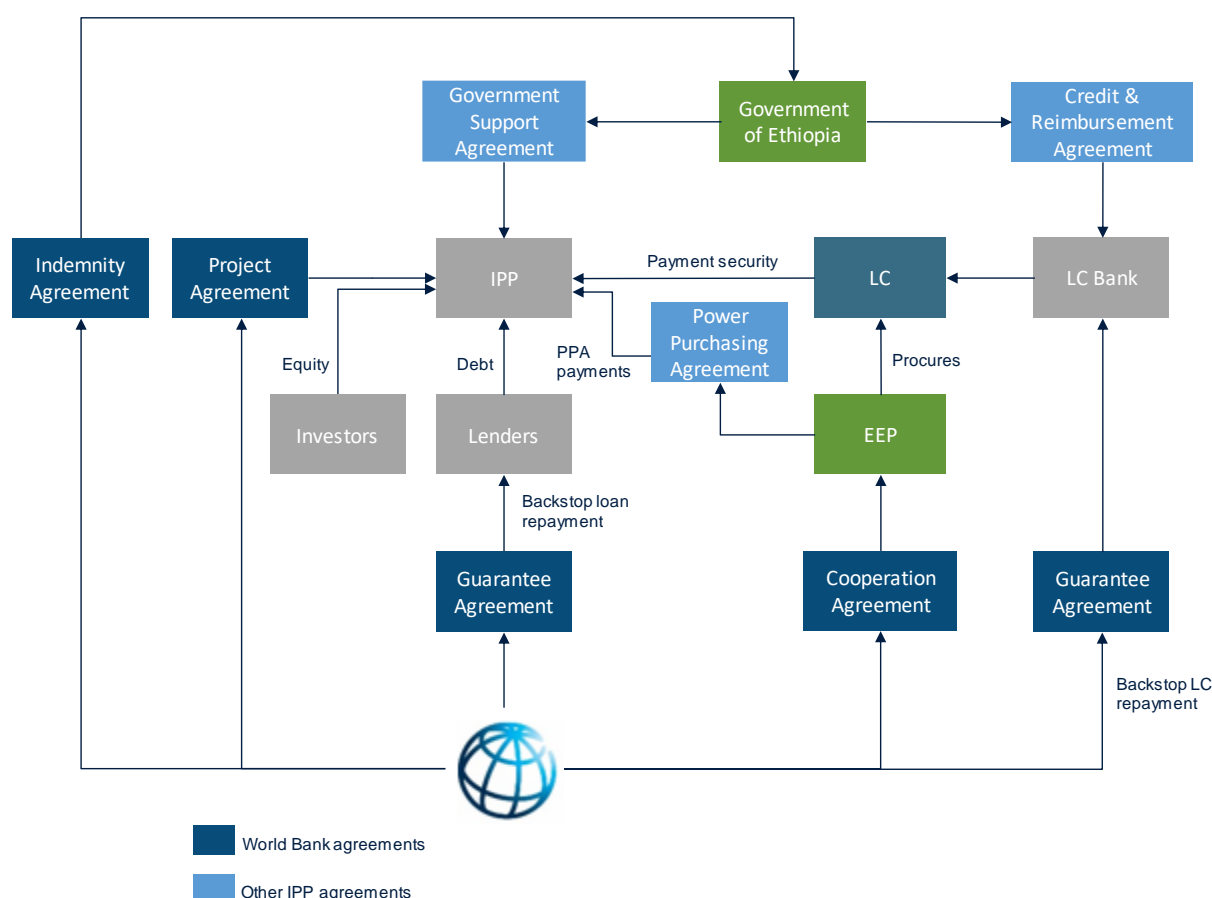 Government
Support
Agreement
Government
of Ethiopia
Credit &
Reimbursement
Agreement
Indemnity
Agreement
Project
Agreement
IPP
Payment security
LC
LC Bank
Power
Purchasing
Agreement
PPA
payments
Equity
Debt
Procures
Investors
Lenders
EEP
Backstop loan
repayment
Guarantee
Agreement
Cooperation
Agreement
Guarantee
Agreement
Backstop LC
repayment
World Bank agreements
Other IPP agreements